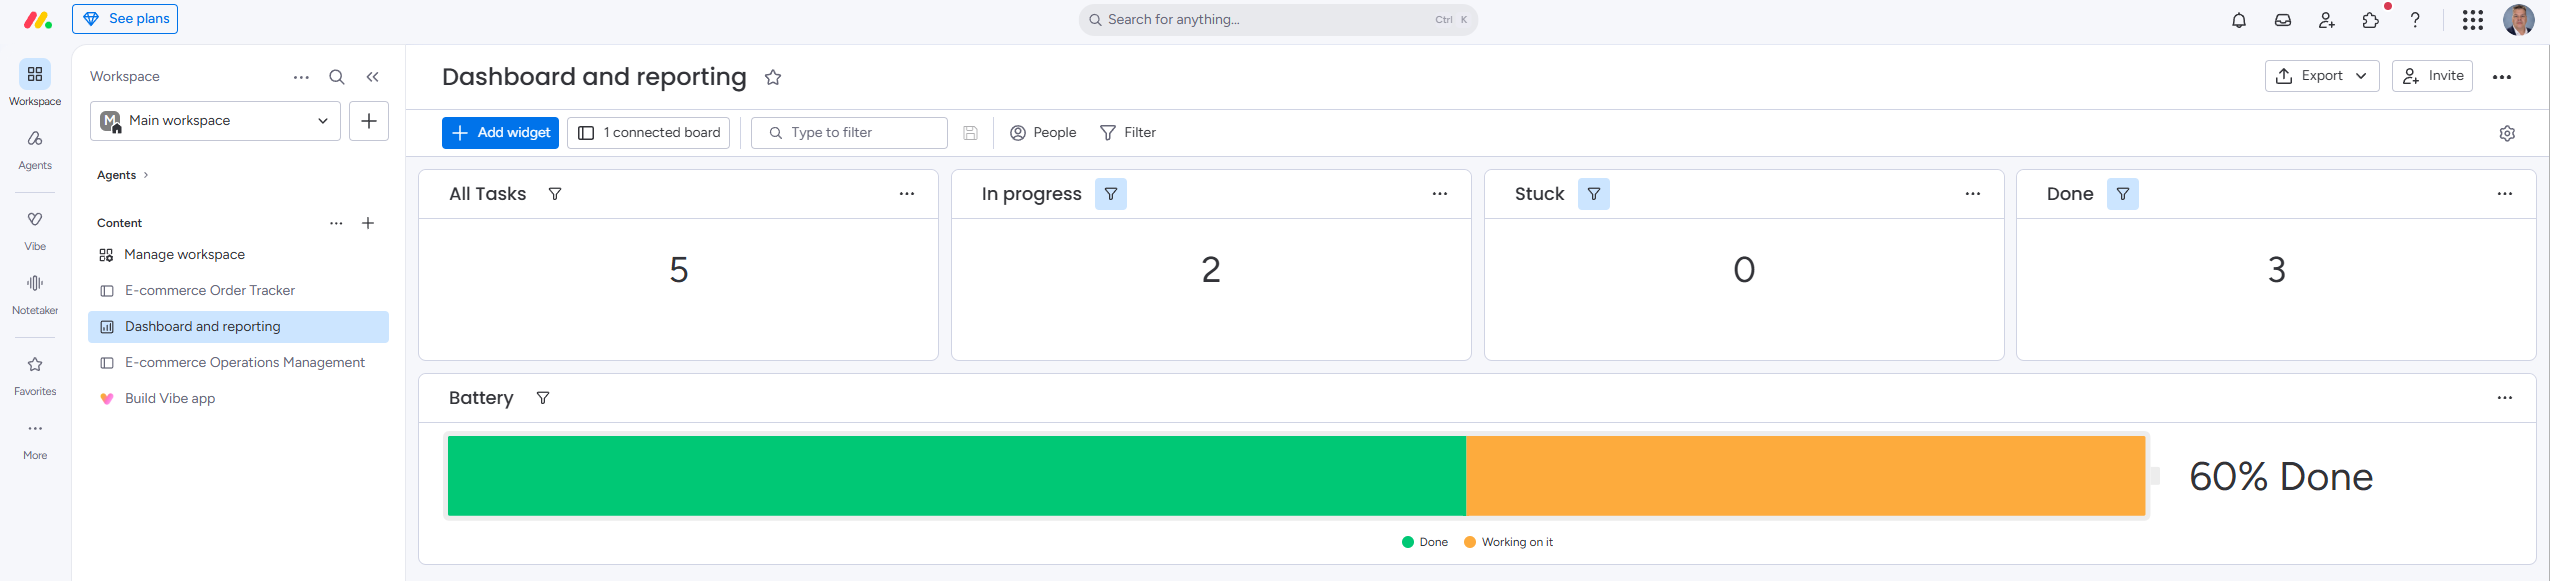 See plans
Search for anything... Ctrl K
Workspace
Agents
Vibe
Notetaker
Favorites
More
Workspace
M Main workspace
Agents
Content
Manage workspace
E-commerce Order Tracker
Dashboard and reporting
E-commerce Operations Management
Build Vibe app
Dashboard and reporting
Export
Invite
Add widget
1 connected board
Type to filter
People
Filter
All Tasks
5
In progress
2
Stuck
0
Done
3
Battery
60% Done
Done
Working on it